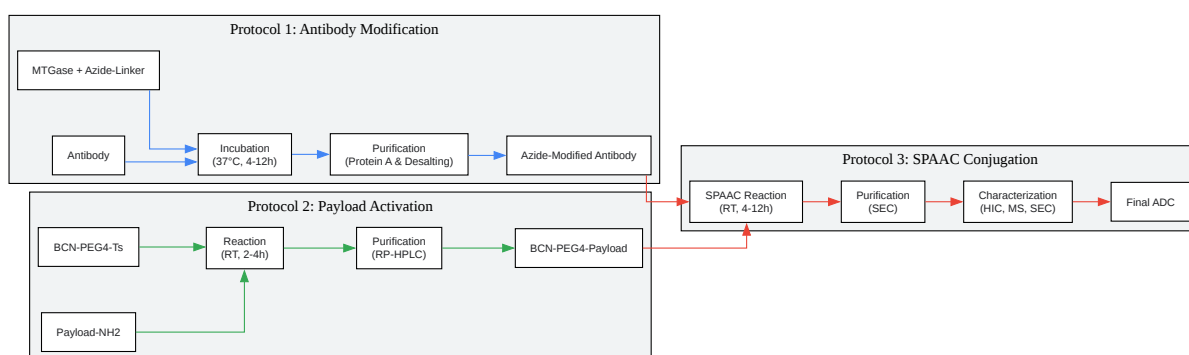 Protocol 1: Antibody Modification
MTGase + Azide-Linker
Antibody
Incubation
(37°C, 4-12h)
Purification
(Protein A & Desalting)
Azide-Modified Antibody
Protocol 2: Payload Activation
BCN-PEG4-Ts
Reaction
(RT, 2-4h)
Purification
(RP-HPLC)
BCN-PEG4-Payload
Payload-NH2
Protocol 3: SPAAC Conjugation
SPAAC Reaction
(RT, 4-12h)
Purification
(SEC)
Characterization
(HIC, MS, SEC)
Final ADC